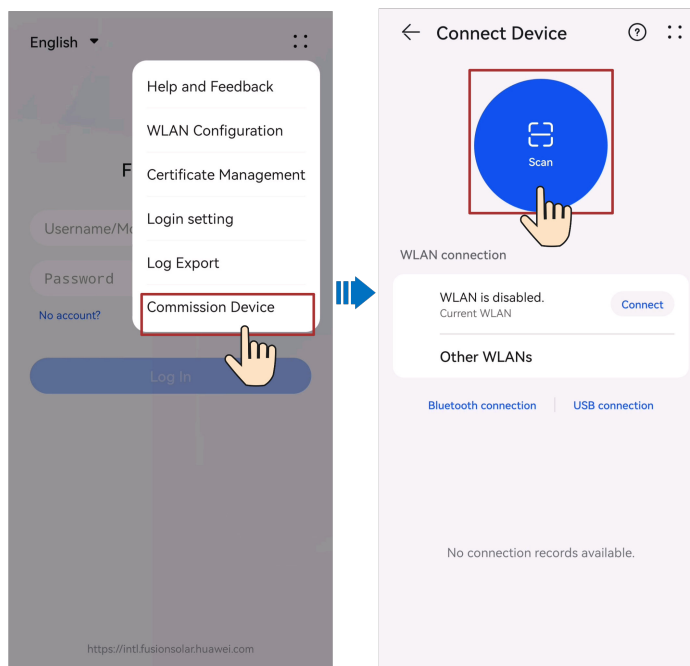 English
Help and Feedback
WLAN Configuration
F
Certificate Management
Username/Mo
Login setting
Log Export
Password
Commission Device
No account?
Log In
https://intl.fusionsolar.huawei.com
Connect Device
?
Scan
WLAN connection
WLAN is disabled.
Current WLAN
Connect
Other WLANs
Bluetooth connection
USB connection
No connection records available.